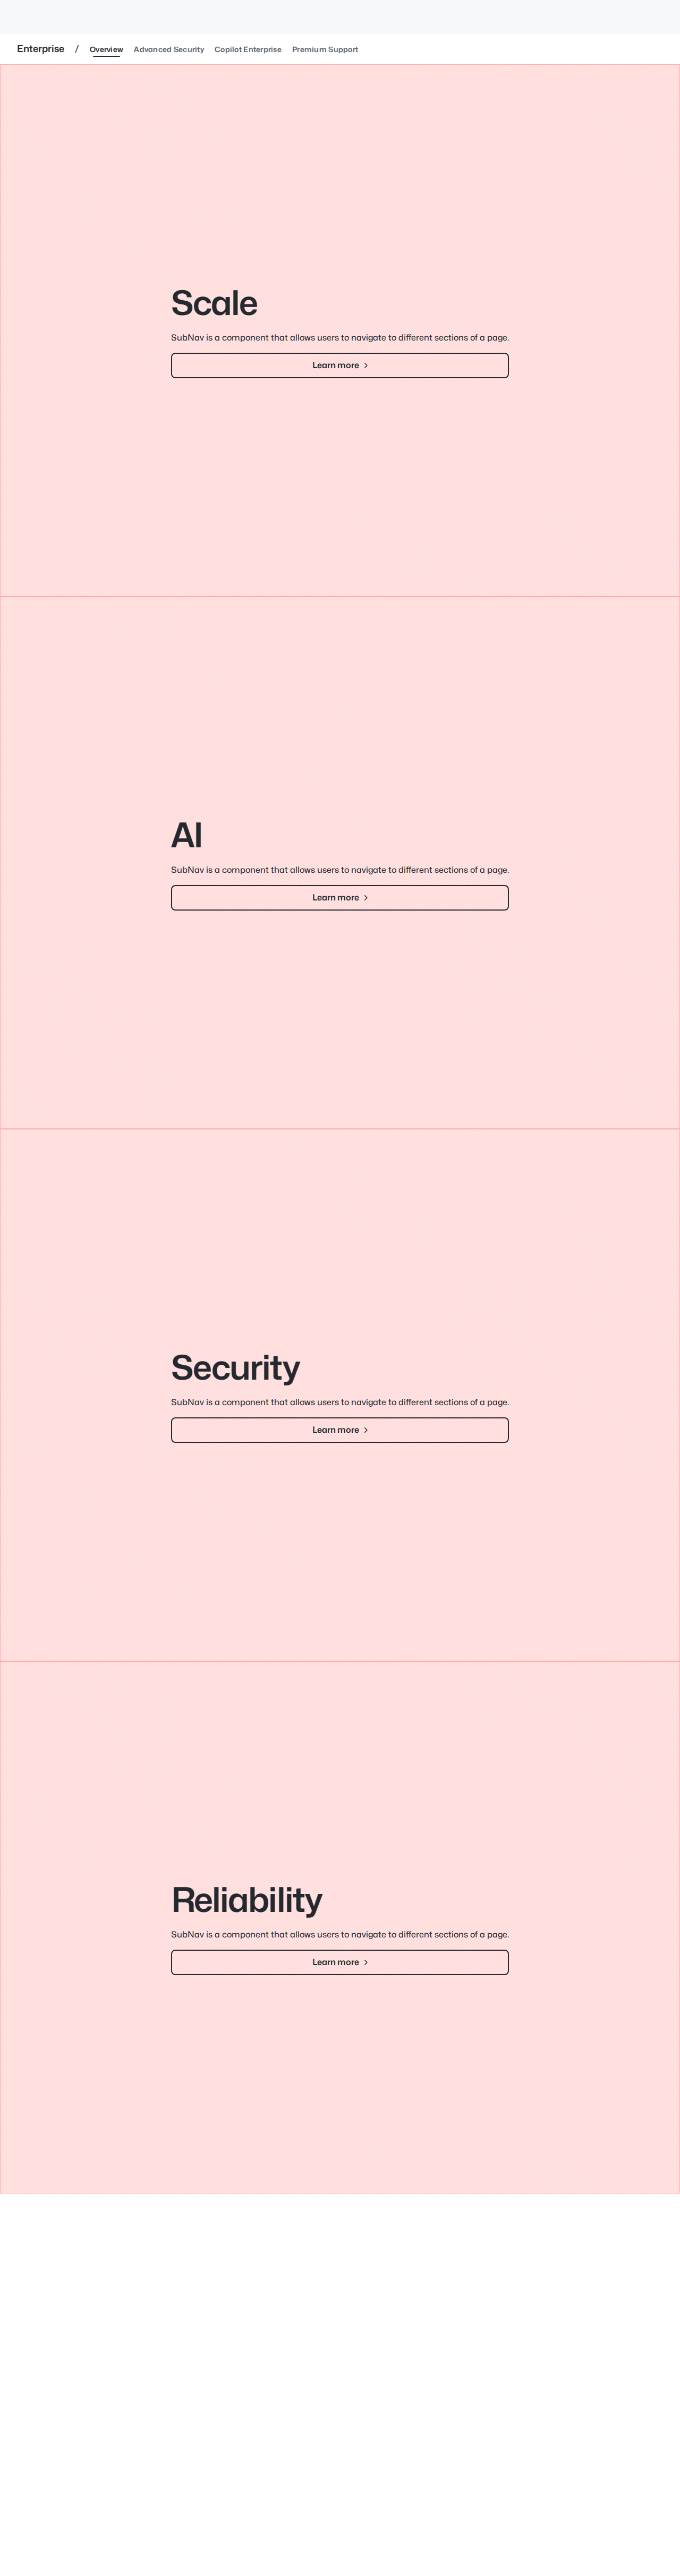 Enterprise / Overview Advanced Security Copilot Enterprise Premium Support
Scale
SubNav is a component that allows users to navigate to different sections of a page.
Learn more
AI
SubNav is a component that allows users to navigate to different sections of a page.
Learn more
Security
SubNav is a component that allows users to navigate to different sections of a page.
Learn more
Reliability
SubNav is a component that allows users to navigate to different sections of a page.
Learn more